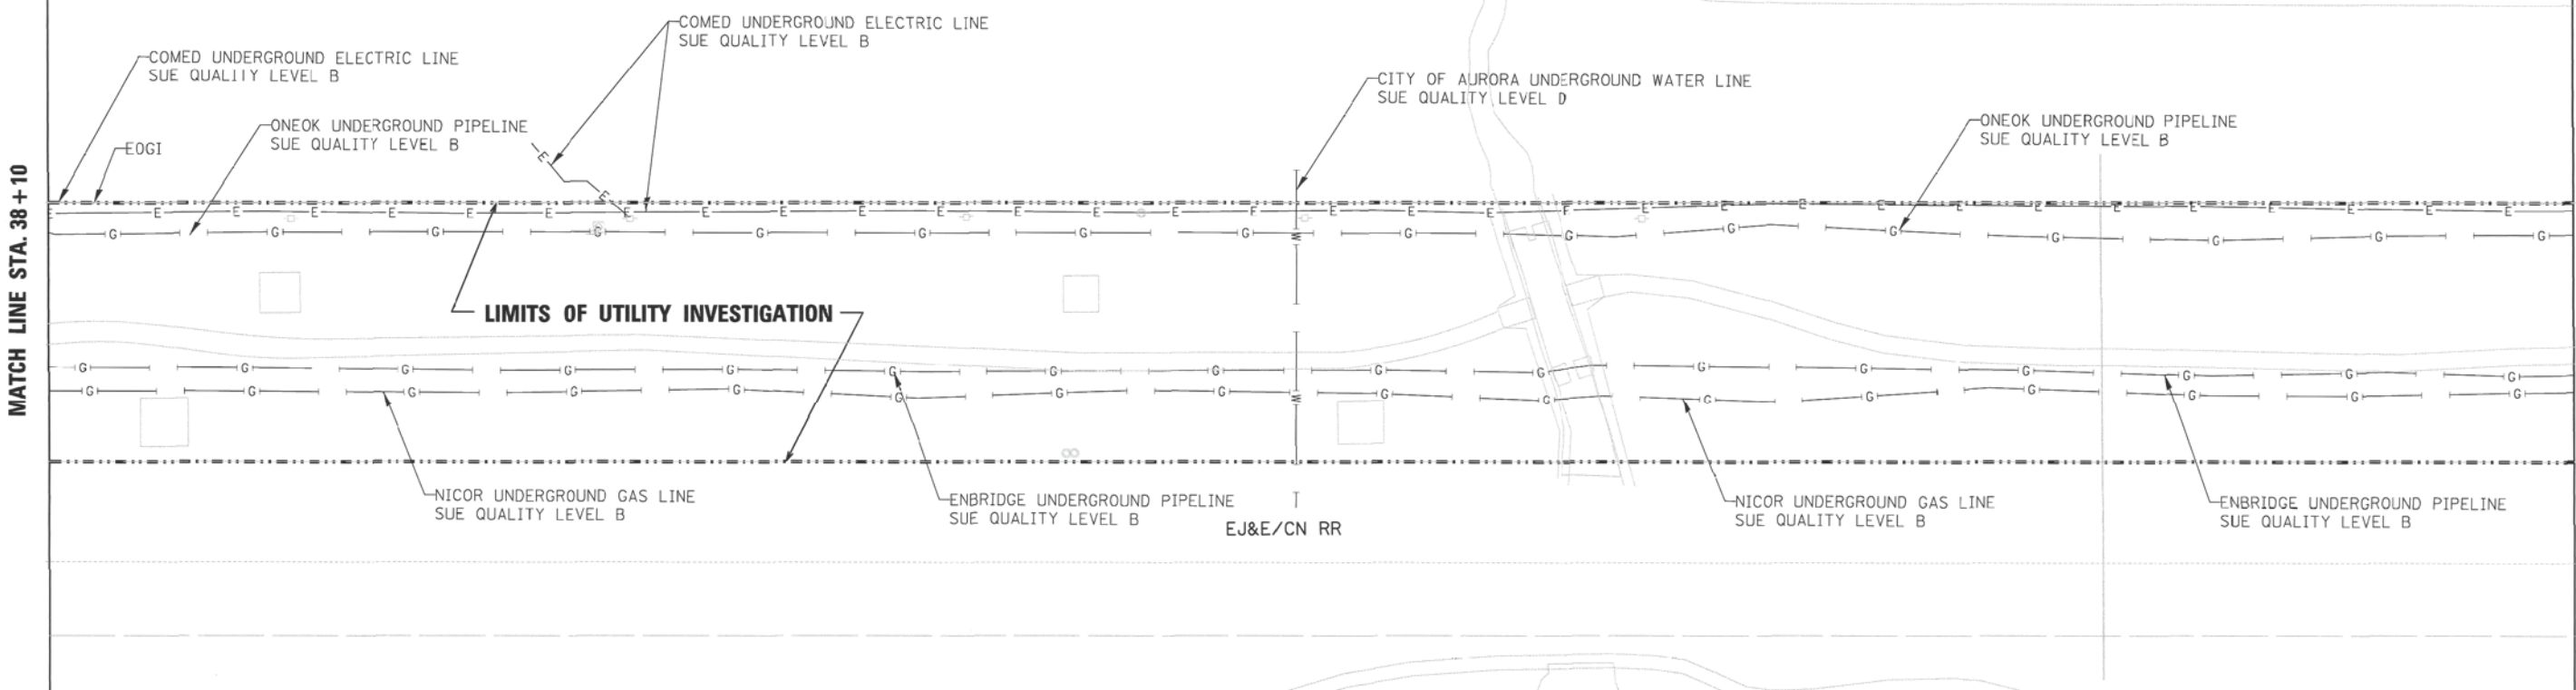 COMED UNDERGROUND ELECTRIC LINE
SUE QUALITY LEVEL B
COMED UNDERGROUND ELECTRIC LINE
SUE QUALITY LEVEL B
CITY OF AURORA UNDERGROUND WATER LINE
SUE QUALITY LEVEL D
ONEOK UNDERGROUND PIPELINE
SUE QUALITY LEVEL B
ONEOK UNDERGROUND PIPELINE
SUE QUALITY LEVEL B
EOGI
MATCH LINE STA. 38+10
E
E
E E E E E E E E E E E E E E E E E E E E E E E E E E E E E E E E
G G G G G G G G G G G G G G G G
W
LIMITS OF UTILITY INVESTIGATION
G G G G G G G G G G G G G G G G
G G G G G G G G G G G G G G G G
W
NICOR UNDERGROUND GAS LINE
SUE QUALITY LEVEL B
ENBRIDGE UNDERGROUND PIPELINE
SUE QUALITY LEVEL B
NICOR UNDERGROUND GAS LINE
SUE QUALITY LEVEL B
ENBRIDGE UNDERGROUND PIPELINE
SUE QUALITY LEVEL B
EJ&E/CN RR